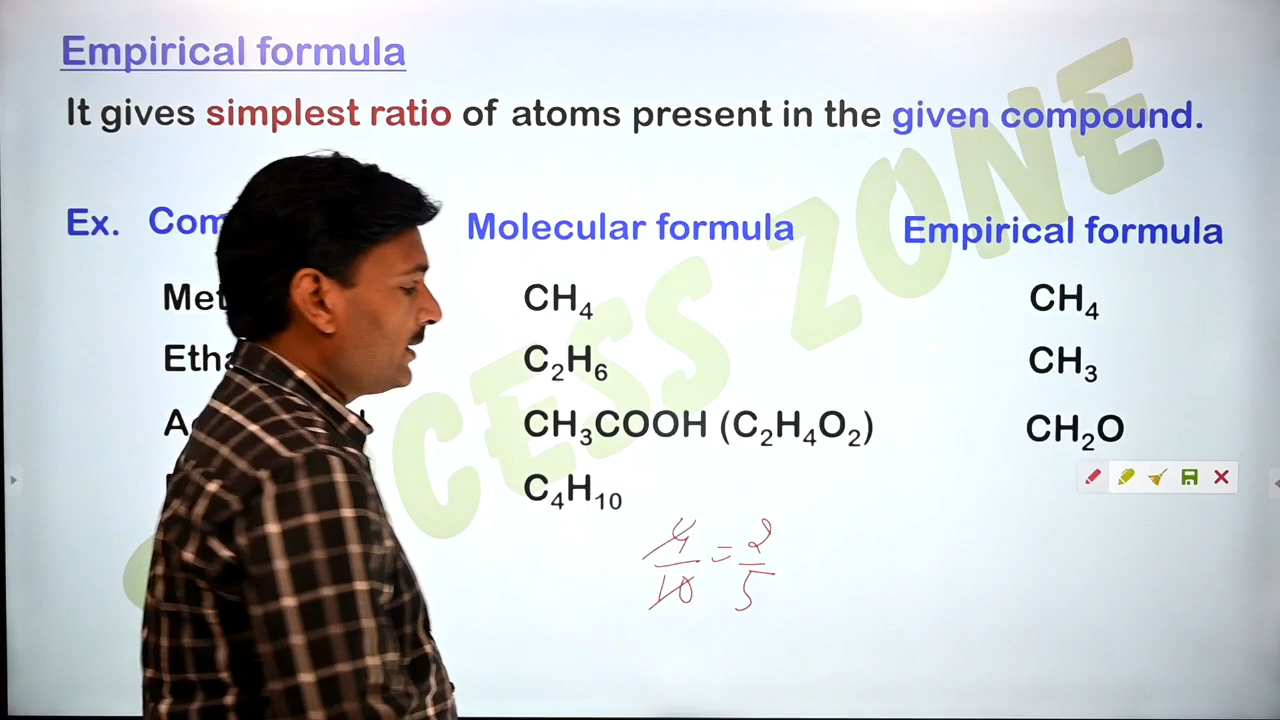 Empirical formula
It gives simplest ratio of atoms present in the given compound.
Ex. Com Molecular formula Empirical formula
Met CH₄ CH₄
Etha C₂H₆ CH₃
CH₃COOH (C₂H₄O₂) CH₂O
C₄H₁₀
4/10 = 2/5
CESS ZONE